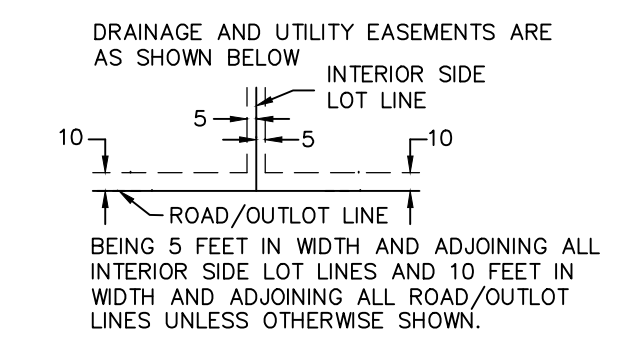 DRAINAGE AND UTILITY EASEMENTS ARE
AS SHOWN BELOW
INTERIOR SIDE
LOT LINE
5
10
5
10
ROAD/OUTLOT LINE
BEING 5 FEET IN WIDTH AND ADJOINING ALL
INTERIOR SIDE LOT LINES AND 10 FEET IN
WIDTH AND ADJOINING ALL ROAD/OUTLOT
LINES UNLESS OTHERWISE SHOWN.